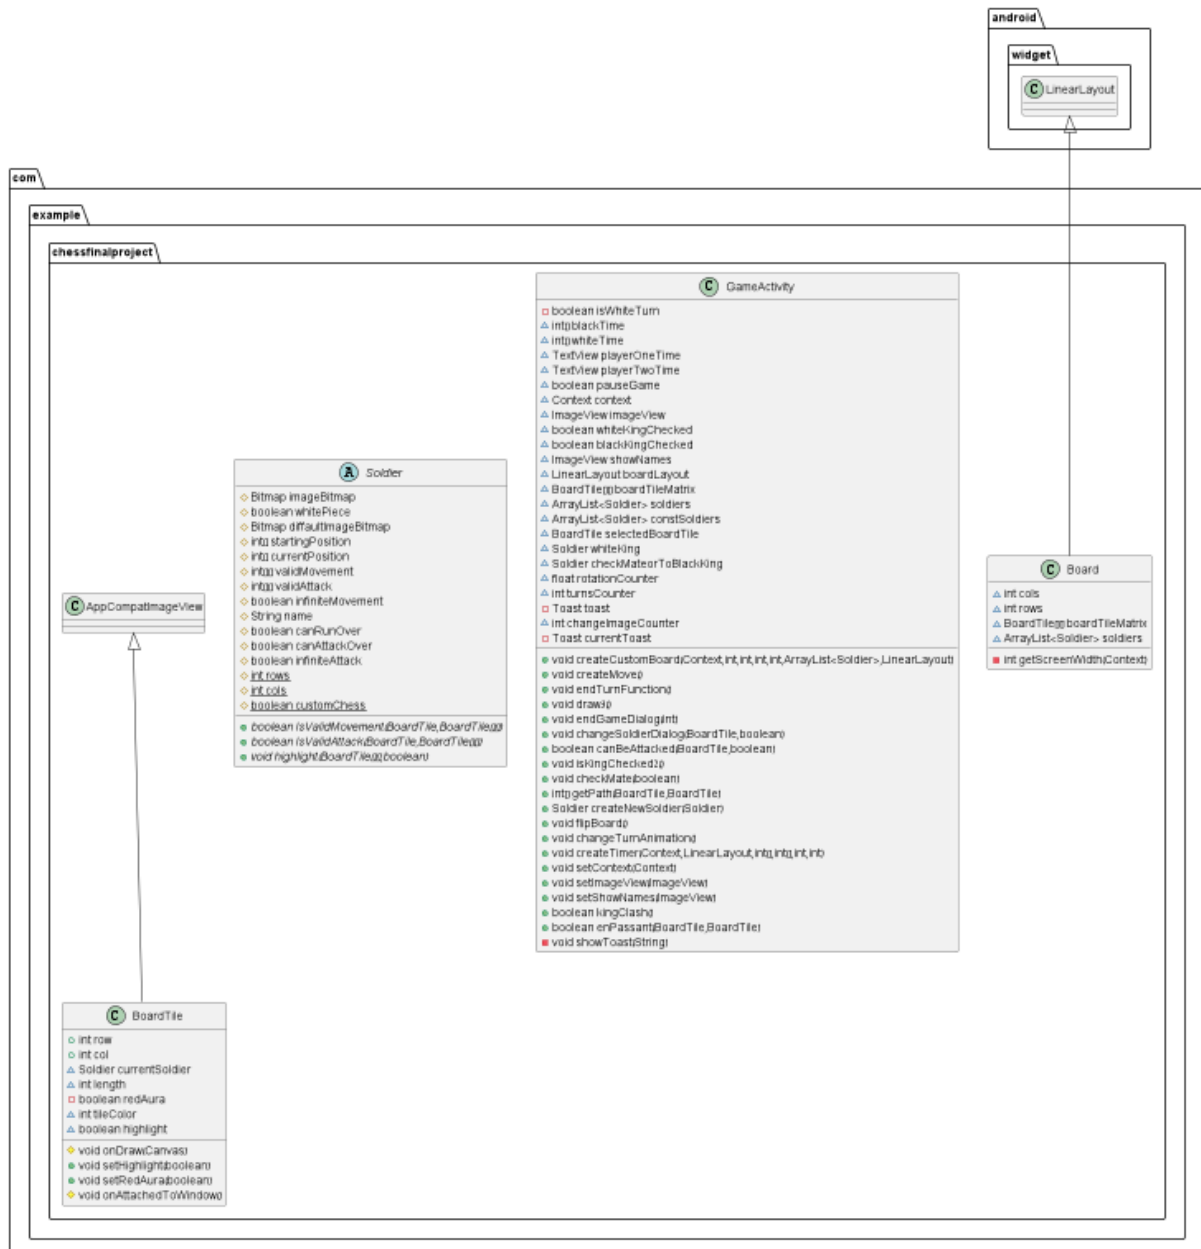 android
widget
C LinearLayout
com
example
chessfinalproject
C GameActivity
boolean isWhiteTurn
int[] blackTime
int[] whiteTime
TextView playerOneTime
TextView playerTwoTime
boolean pauseGame
Context context
ImageView imageView
boolean whiteKingChecked
boolean blackKingChecked
ImageView showNames
LinearLayout boardLayout
BoardTile[][] boardTileMatrix
ArrayList<Soldier> soldiers
ArrayList<Soldier> constSoldiers
BoardTile selectedBoardTile
Soldier whiteKing
Soldier checkMateorToBlackKing
float rotationCounter
int turnsCounter
Toast toast
int changeImageCounter
Toast currentToast
void createCustomBoard(Context,int,int,int,int,ArrayList<Soldier>,LinearLayout)
void createMove()
void endTurnFunction()
void draw3()
void endGameDialog(int)
void changeSoldierDialog(BoardTile,boolean)
boolean canBeAttacked(BoardTile,boolean)
void isKingChecked2()
void checkMate(boolean)
int[] getPath(BoardTile,BoardTile)
Soldier createNewSoldier(Soldier)
void flipBoard()
void changeTurnAnimation()
void createTimer(Context,LinearLayout,int[],int[],int,int)
void setContext(Context)
void setImageView(ImageView)
void setShowNames(ImageView)
boolean kingClash()
boolean enPassant(BoardTile,BoardTile)
void showToast(String)
A Soldier
Bitmap imageBitmap
boolean whitePiece
Bitmap diffaultImageBitmap
int[] startingPosition
int[] currentPosition
int[][] validMovement
int[][] validAttack
boolean infiniteMovement
String name
boolean canRunOver
boolean canAttackOver
boolean infiniteAttack
int rows
int cols
boolean customChess
boolean isValidMovement(BoardTile,BoardTile[][])
boolean isValidAttack(BoardTile,BoardTile[][])
void highlight(BoardTile[][],boolean)
C Board
int cols
int rows
BoardTile[][] boardTileMatrix
ArrayList<Soldier> soldiers
int getScreenWidth(Context)
C AppCompatImageView
C BoardTile
int row
int col
Soldier currentSoldier
int length
boolean redAura
int tileColor
boolean highlight
void onDraw(Canvas)
void setHighlight(boolean)
void setRedAura(boolean)
void onAttachedToWindow()